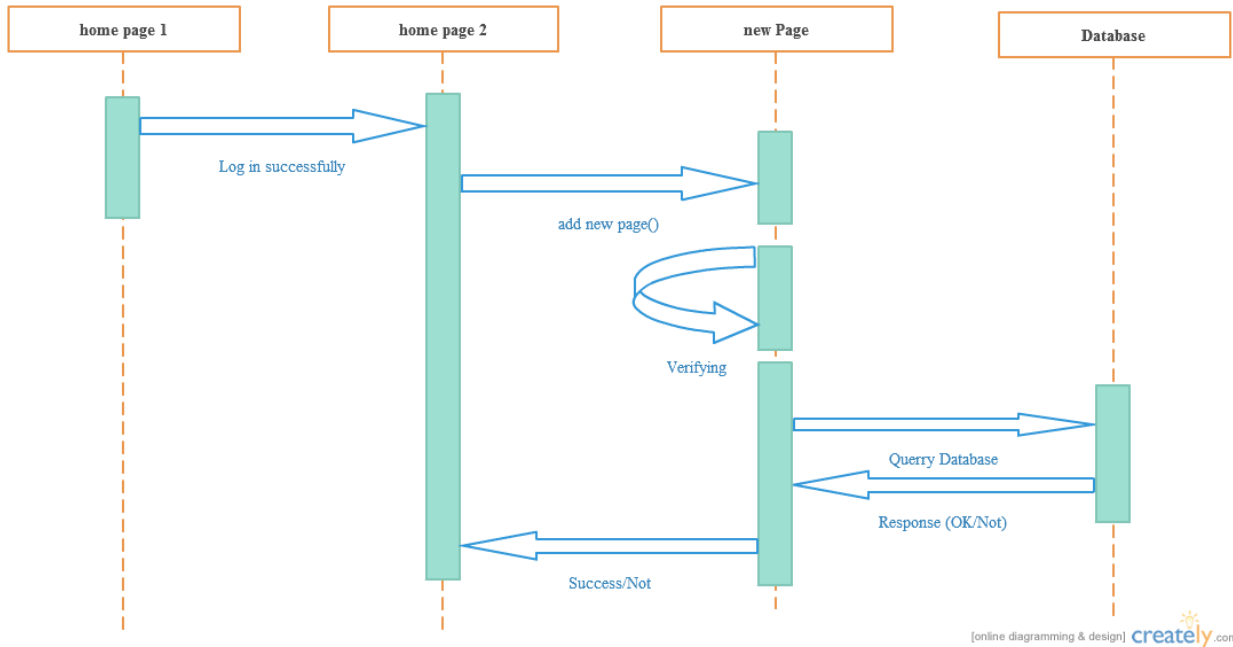 home page 1
home page 2
new Page
Database
Log in successfully
add new page()
Verifying
Querry Database
Response (OK/Not)
Success/Not
[online diagramming & design] creately.com